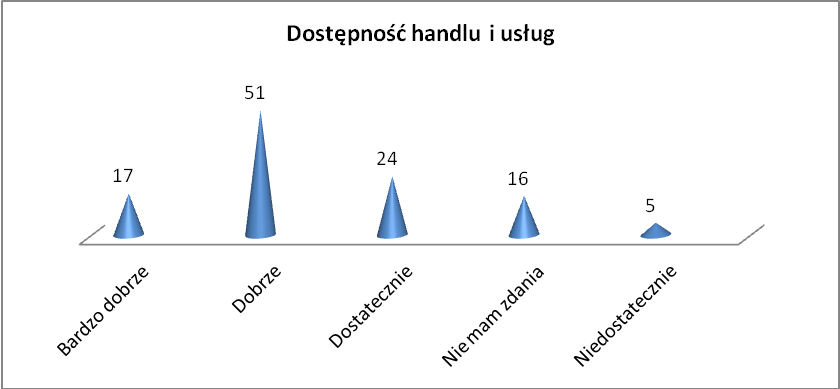 Dostępność handlu i usług
17
51
24
16
5
Bardzo dobrze
Dobrze
Dostatecznie
Nie mam zdania
Niedostatecznie